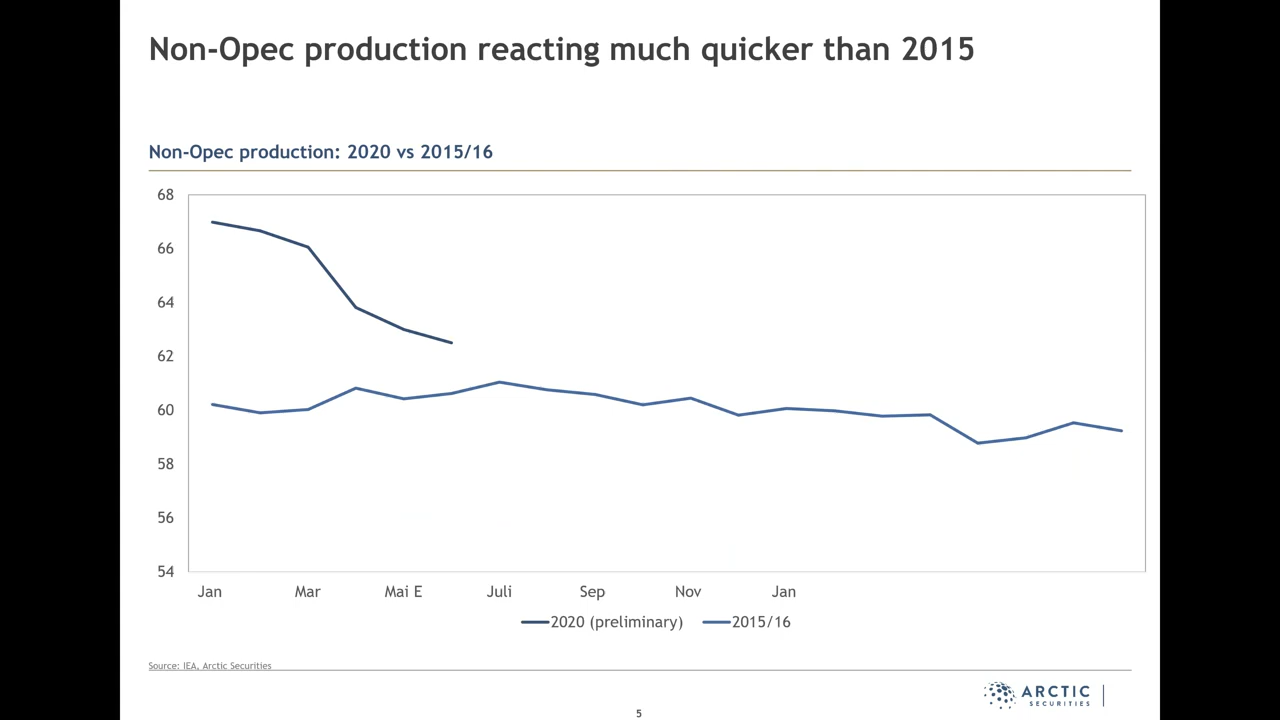 Non-Opec production reacting much quicker than 2015
Non-Opec production: 2020 vs 2015/16
68
66
64
62
60
58
56
54
Jan Mar Mai E Juli Sep Nov Jan
2020 (preliminary) 2015/16
Source: IEA, Arctic Securities
ARCTIC
SECURITIES
5